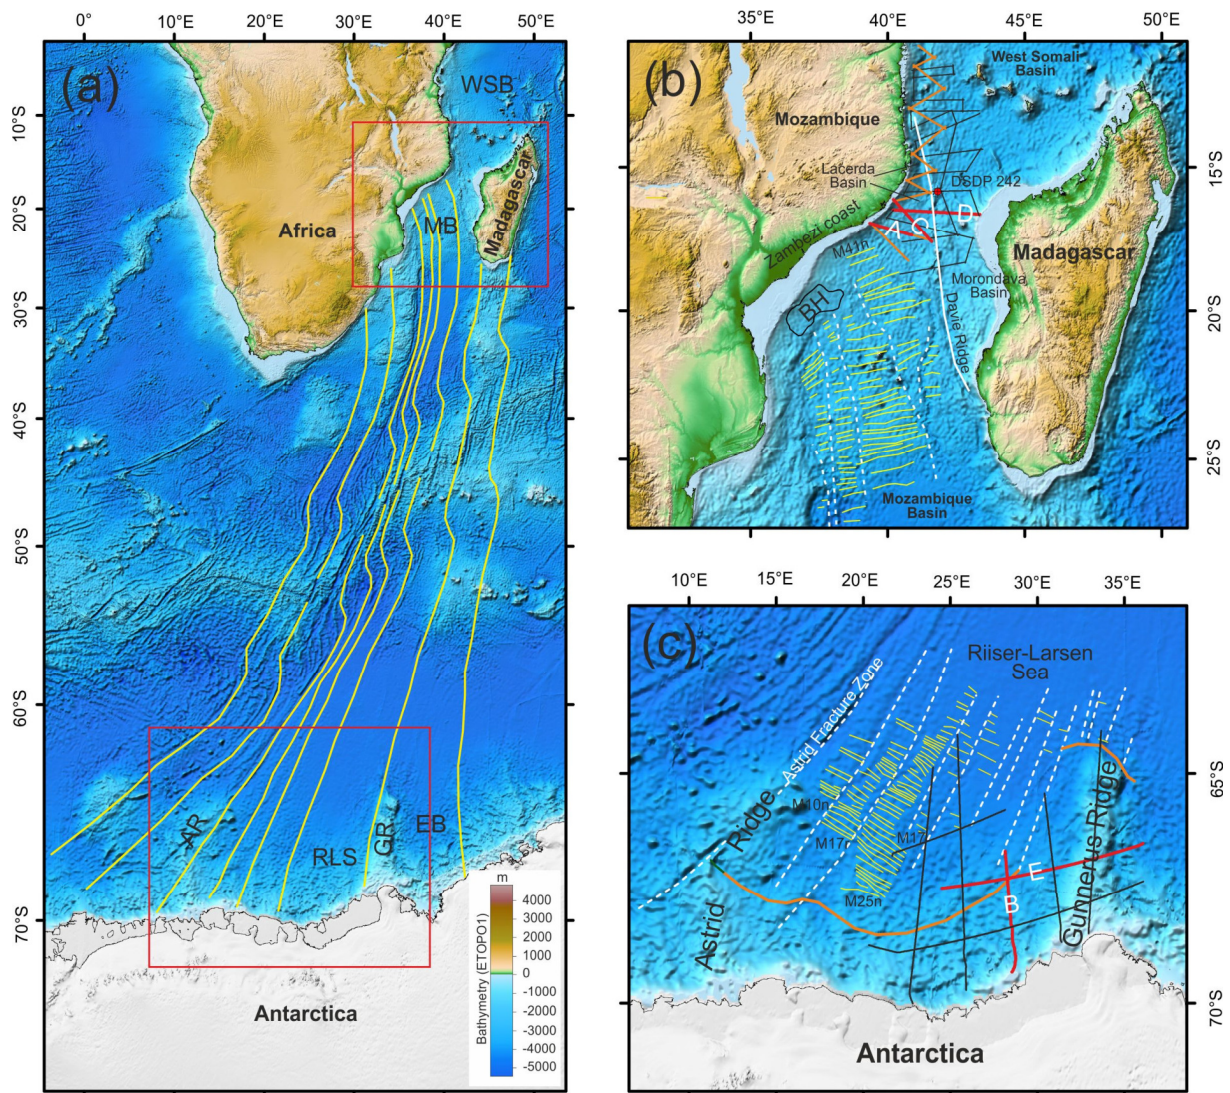 0° 10°E 20°E 30°E 40°E 50°E
10°S
20°S
30°S
40°S
50°S
60°S
70°S
(a)
WSB
Africa
MB
Madagascar
AP
RLS
GR
EB
Antarctica
m
4000
3000
2000
1000
0
-1000
-2000
-3000
-4000
-5000
Bathymetry (ETOPO1)
35°E 40°E 45°E 50°E
15°S
20°S
25°S
(b)
West Somali
Basin
Mozambique
Lacerda
Basin
DSDP 242
D
A
C
Zambezi coast
M41n
Madagascar
Morondava
Basin
BH
Davie Ridge
Mozambique
Basin
10°E 15°E 20°E 25°E 30°E 35°E
65°S
70°S
(c)
Riiser-Larsen
Sea
Astrid Fracture Zone
Astrid Ridge
M10n
M17n
M17
M25n
E
B
Gunnerus Ridge
Antarctica